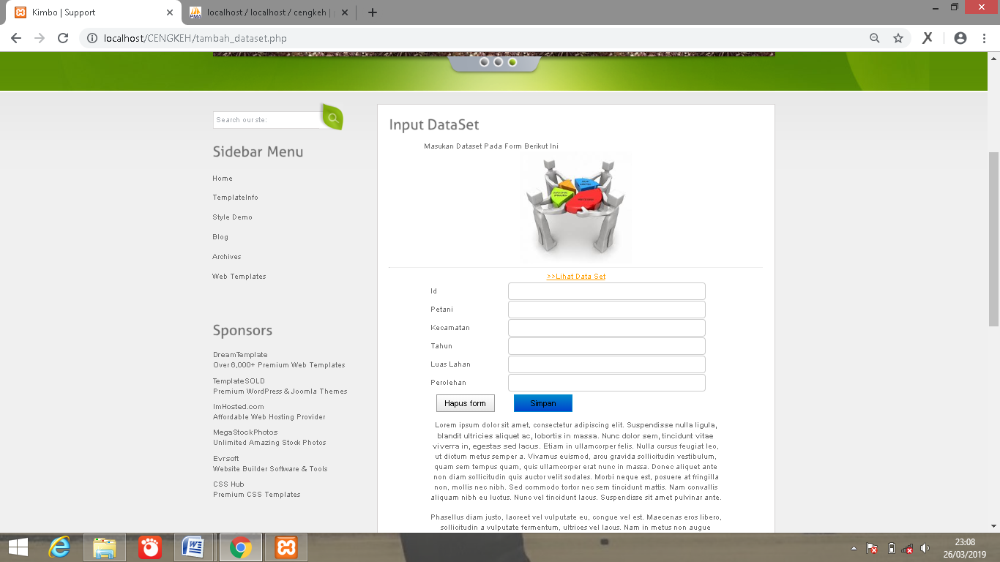 Kimbo | Support
localhost / localhost / cengkeh |
localhost/CENGKEH/tambah_dataset.php
Search our site:
Sidebar Menu
Home
TemplateInfo
Style Demo
Blog
Archives
Web Templates
Sponsors
DreamTemplate
Over 6,000+ Premium Web Templates
TemplateSOLD
Premium WordPress & Joomla Themes
ImHosted.com
Affordable Web Hosting Provider
MegaStockPhotos
Unlimited Amazing Stock Photos
Evrsoft
Website Builder Software & Tools
CSS Hub
Premium CSS Templates
Input DataSet
Masukan Dataset Pada Form Berikut Ini
>>Lihat Data Set
Id
Petani
Kecamatan
Tahun
Luas Lahan
Perolehan
Hapus form Simpan
Lorem ipsum dolor sit amet, consectetur adipiscing elit. Suspendisse nulla ligula,
blandit ultricies aliquet ac, lobortis in massa. Nunc dolor sem, tincidunt vitae
viverra in, egestas sed lacus. Etiam in ullamcorper felis. Nulla cursus feugiat leo,
ut dictum metus semper a. Vivamus euismod, arcu gravida sollicitudin vestibulum,
quam sem tempus quam, quis ullamcorper erat nunc in massa. Donec aliquet ante
non diam sollicitudin quis auctor velit sodales. Morbi neque est, posuere at fringilla
non, mollis nec nibh. Sed commodo tortor nec sem tincidunt mattis. Nam convallis
aliquam nibh eu luctus. Nunc vel tincidunt lacus. Suspendisse sit amet pulvinar ante.
Phasellus diam justo, laoreet vel vulputate eu, congue vel est. Maecenas eros libero,
sollicitudin a vulputate fermentum, ultrices vel lacus. Nam in metus non augue
23:08
26/03/2019